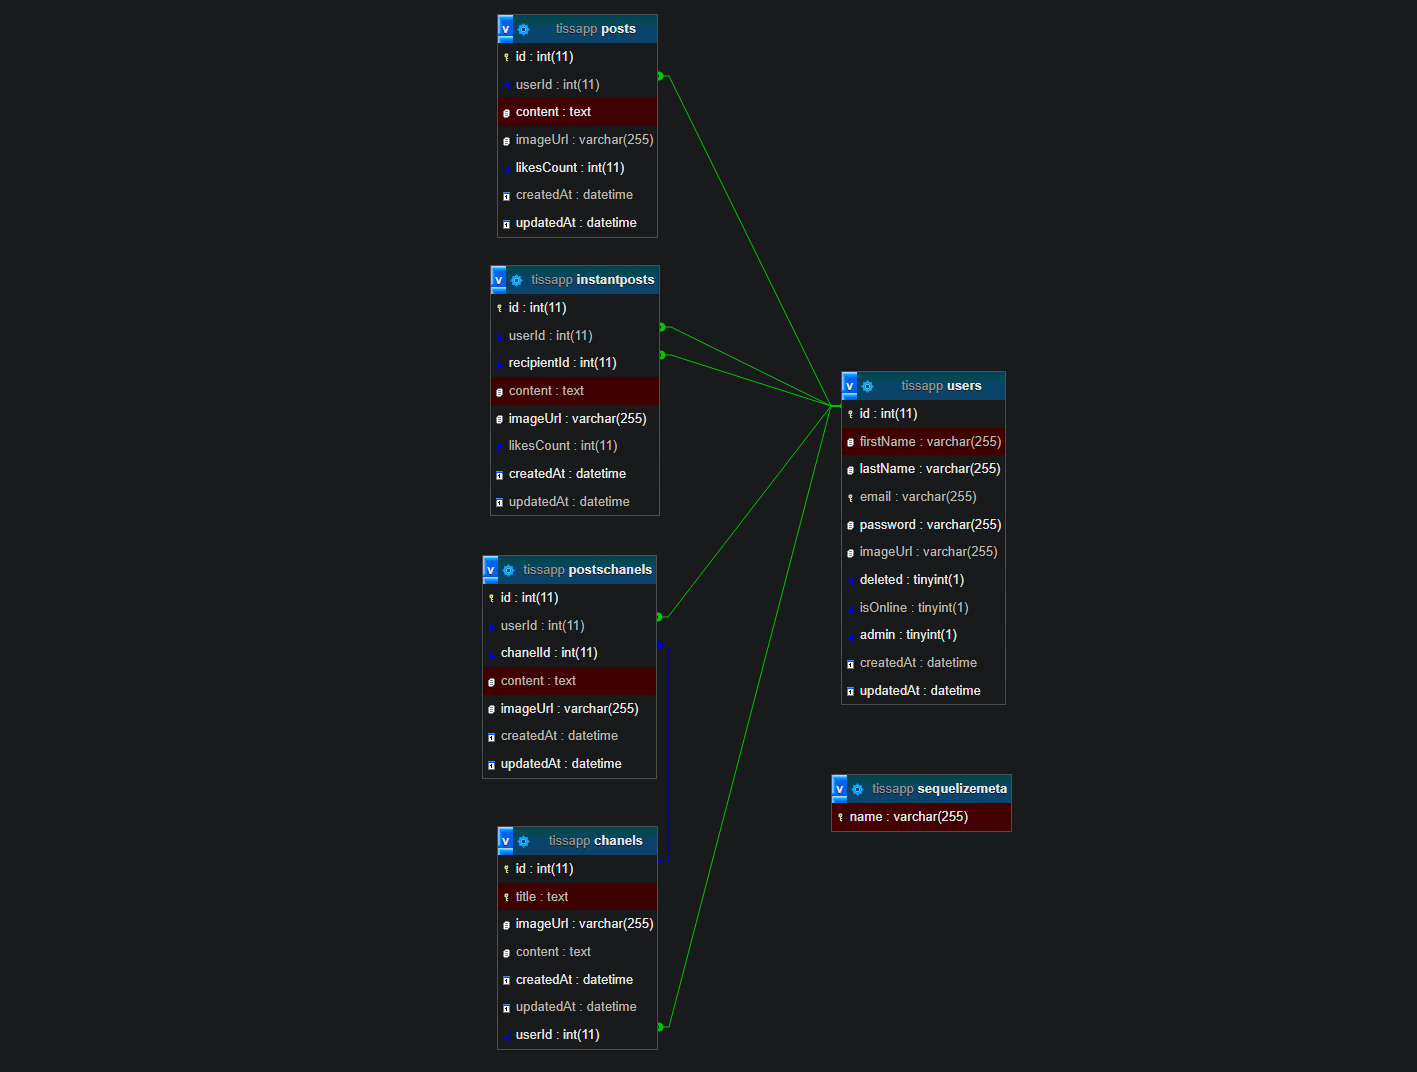 v tissapp posts
id : int(11)
userId : int(11)
content : text
imageUrl : varchar(255)
likesCount : int(11)
createdAt : datetime
updatedAt : datetime
v tissapp instantposts
id : int(11)
userId : int(11)
recipientId : int(11)
content : text
imageUrl : varchar(255)
likesCount : int(11)
createdAt : datetime
updatedAt : datetime
v tissapp postschanels
id : int(11)
userId : int(11)
chanelId : int(11)
content : text
imageUrl : varchar(255)
createdAt : datetime
updatedAt : datetime
v tissapp chanels
id : int(11)
title : text
imageUrl : varchar(255)
content : text
createdAt : datetime
updatedAt : datetime
userId : int(11)
v tissapp users
id : int(11)
firstName : varchar(255)
lastName : varchar(255)
email : varchar(255)
password : varchar(255)
imageUrl : varchar(255)
deleted : tinyint(1)
isOnline : tinyint(1)
admin : tinyint(1)
createdAt : datetime
updatedAt : datetime
v tissapp sequelizemeta
name : varchar(255)